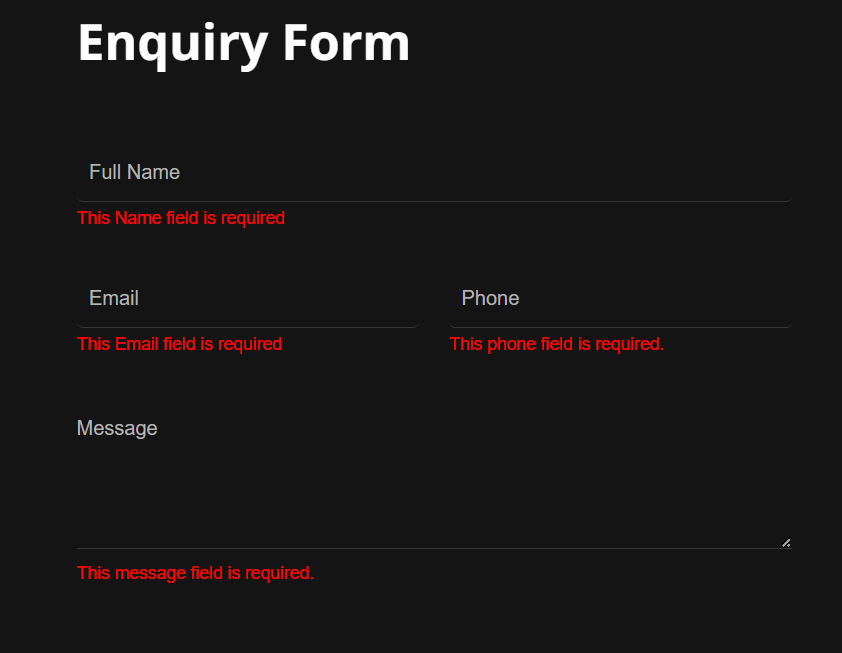 Enquiry Form
Full Name
This Name field is required
Email
Phone
This Email field is required
This phone field is required.
Message
This message field is required.